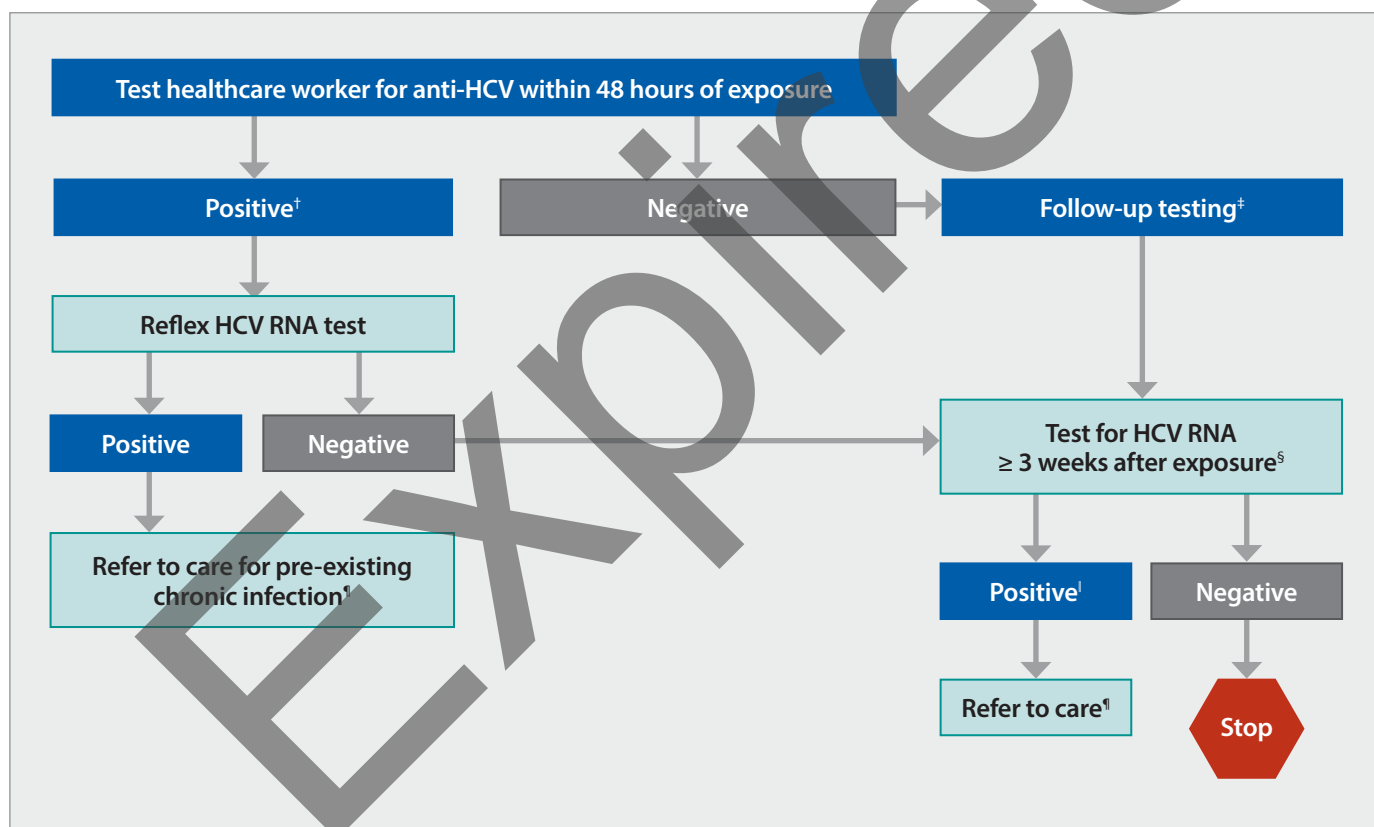 Test healthcare worker for anti-HCV within 48 hours of exposure
Positive†
Negative
Follow-up testing‡
Reflex HCV RNA test
Positive
Negative
Test for HCV RNA
≥ 3 weeks after exposure§
Refer to care for pre-existing
chronic infection¶
Positive|
Negative
Refer to care¶
Stop
Expired